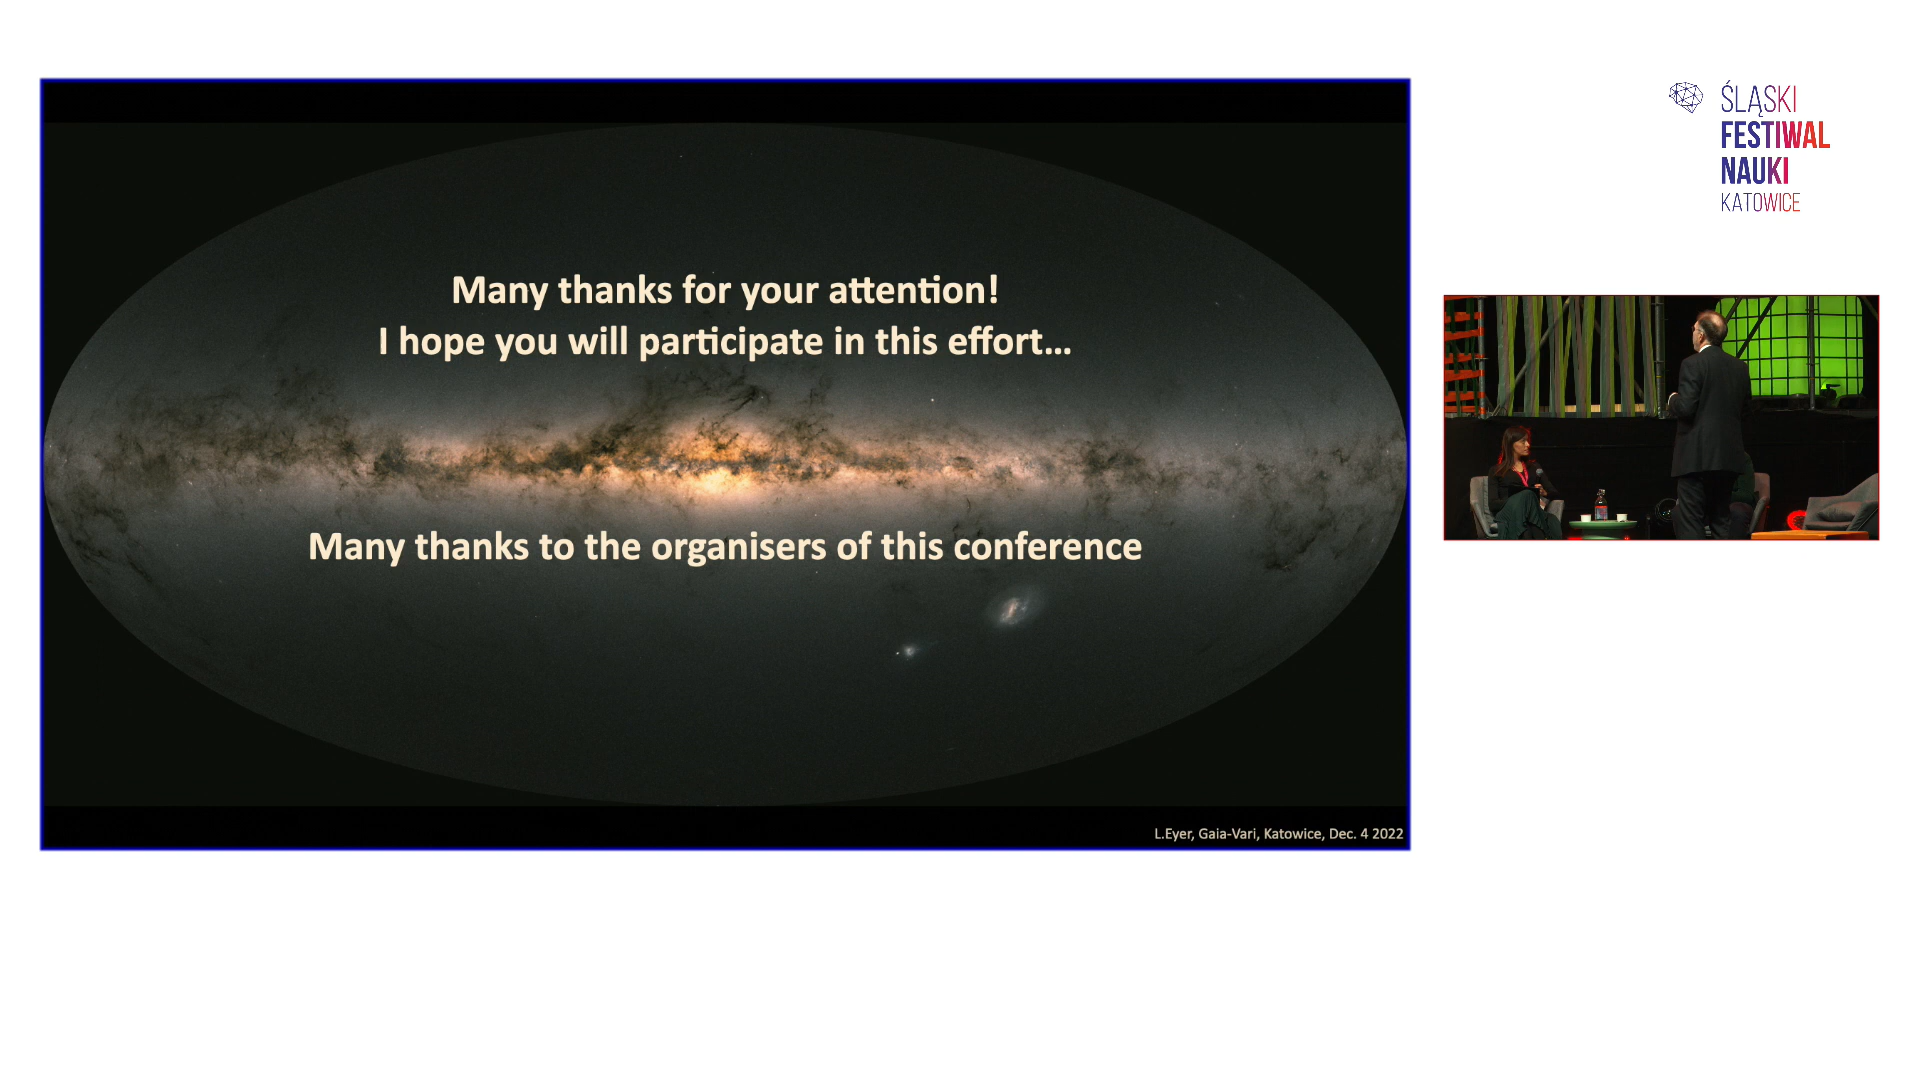 Many thanks for your attention!
I hope you will participate in this effort...
Many thanks to the organisers of this conference
L.Eyer, Gaia-Vari, Katowice, Dec. 4 2022
ŚLĄSKI
FESTIWAL
NAUKI
KATOWICE